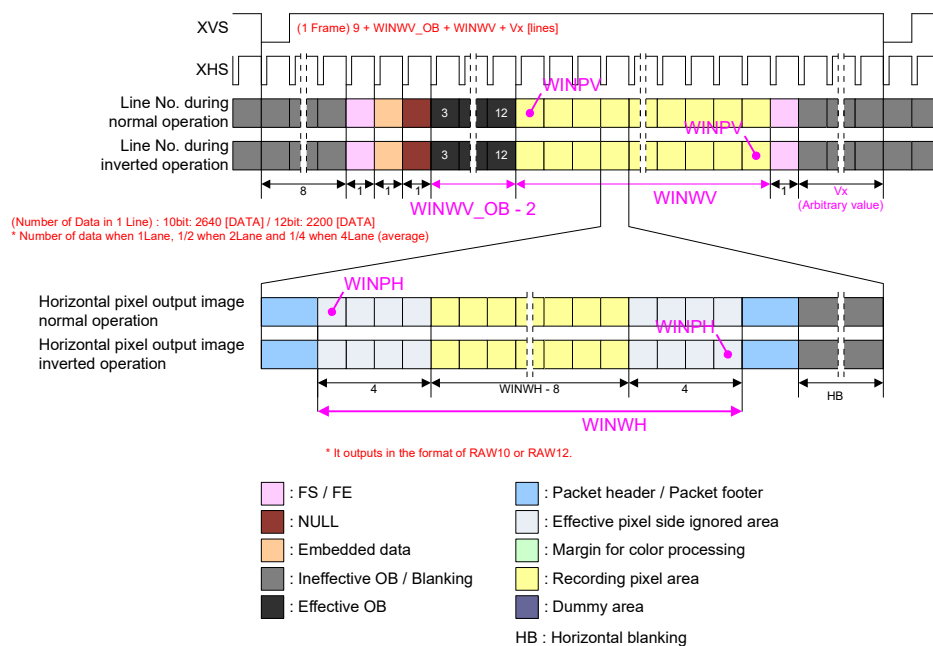 XVS
(1 Frame) 9 + WINWV_OB + WINWV + Vx [lines]
XHS
WINPV
Line No. during
normal operation
3
12
WINPV
Line No. during
inverted operation
3
12
8
1
1
1
WINWV_OB - 2
WINWV
1
Vx
(Arbitrary value)
(Number of Data in 1 Line) : 10bit: 2640 [DATA] / 12bit: 2200 [DATA]
* Number of data when 1Lane, 1/2 when 2Lane and 1/4 when 4Lane (average)
WINPH
Horizontal pixel output image
normal operation
WINPH
Horizontal pixel output image
inverted operation
4
WINWH - 8
4
HB
WINWH
* It outputs in the format of RAW10 or RAW12.
: FS / FE
: NULL
: Embedded data
: Ineffective OB / Blanking
: Effective OB
: Packet header / Packet footer
: Effective pixel side ignored area
: Margin for color processing
: Recording pixel area
: Dummy area
HB : Horizontal blanking